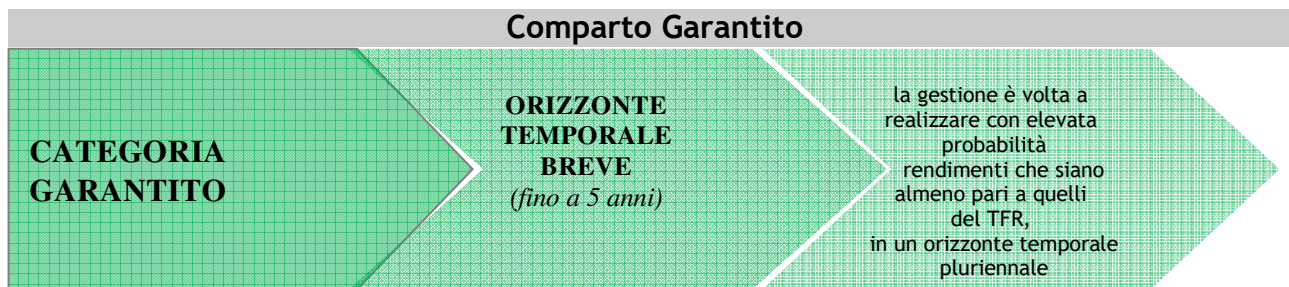 Comparto Garantito
CATEGORIA
GARANTITO
ORIZZONTE
TEMPORALE
BREVE
(fino a 5 anni)
la gestione è volta a
realizzare con elevata
probabilità
rendimenti che siano
almeno pari a quelli
del TFR,
in un orizzonte temporale
pluriennale